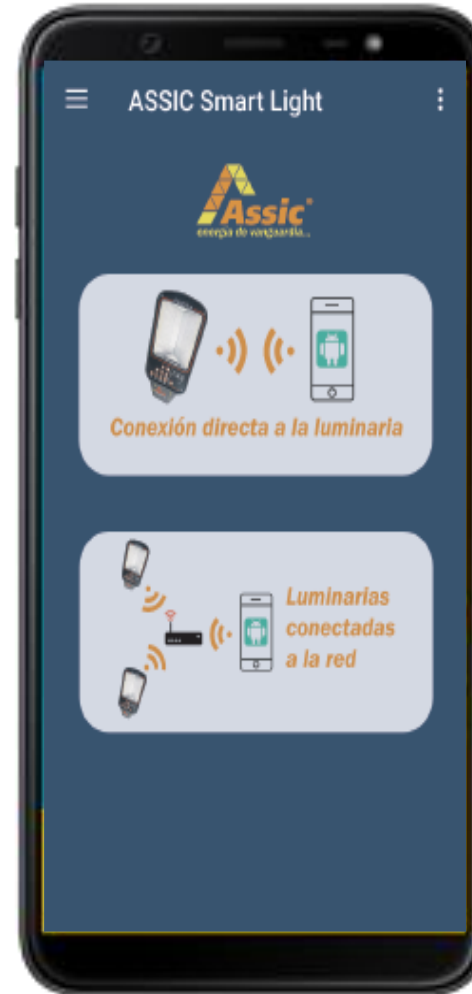 ASSIC Smart Light
Assic®
energía de vanguardia...
Conexión directa a la luminaria
Luminarias
conectadas
a la red